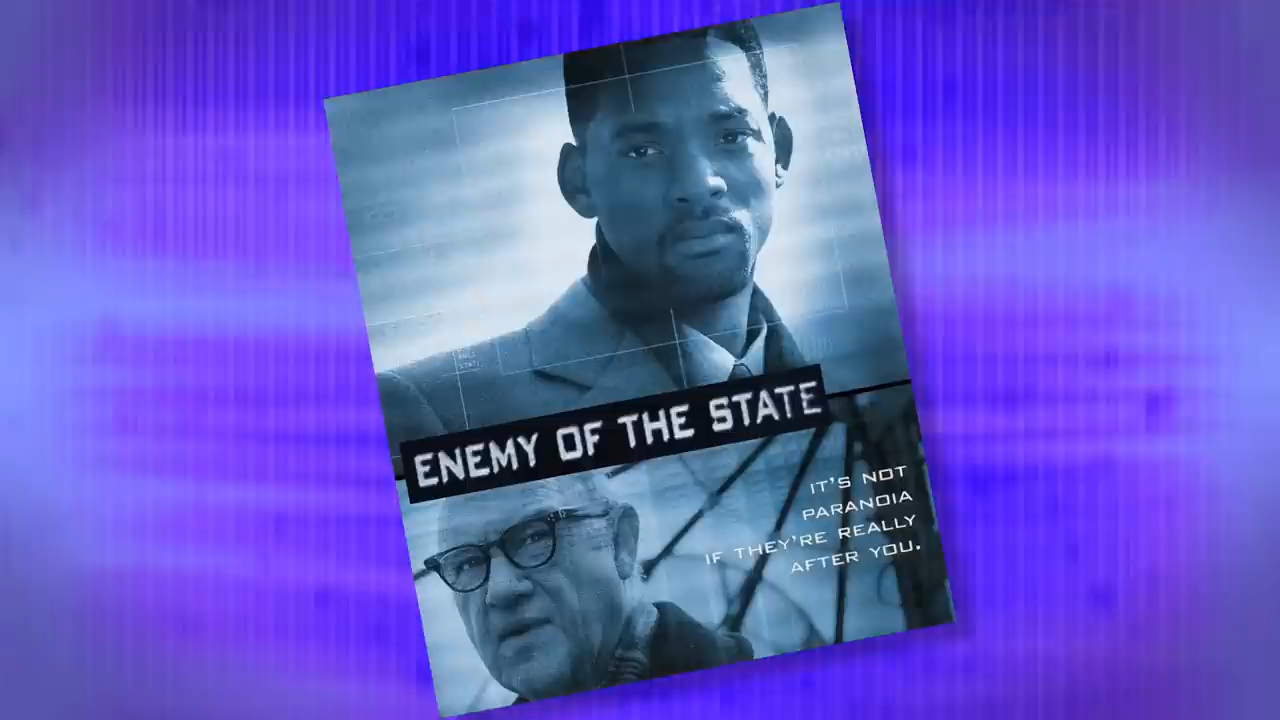 ENEMY OF THE STATE
IT'S NOT
PARANOIA
IF THEY'RE REALLY
AFTER YOU.